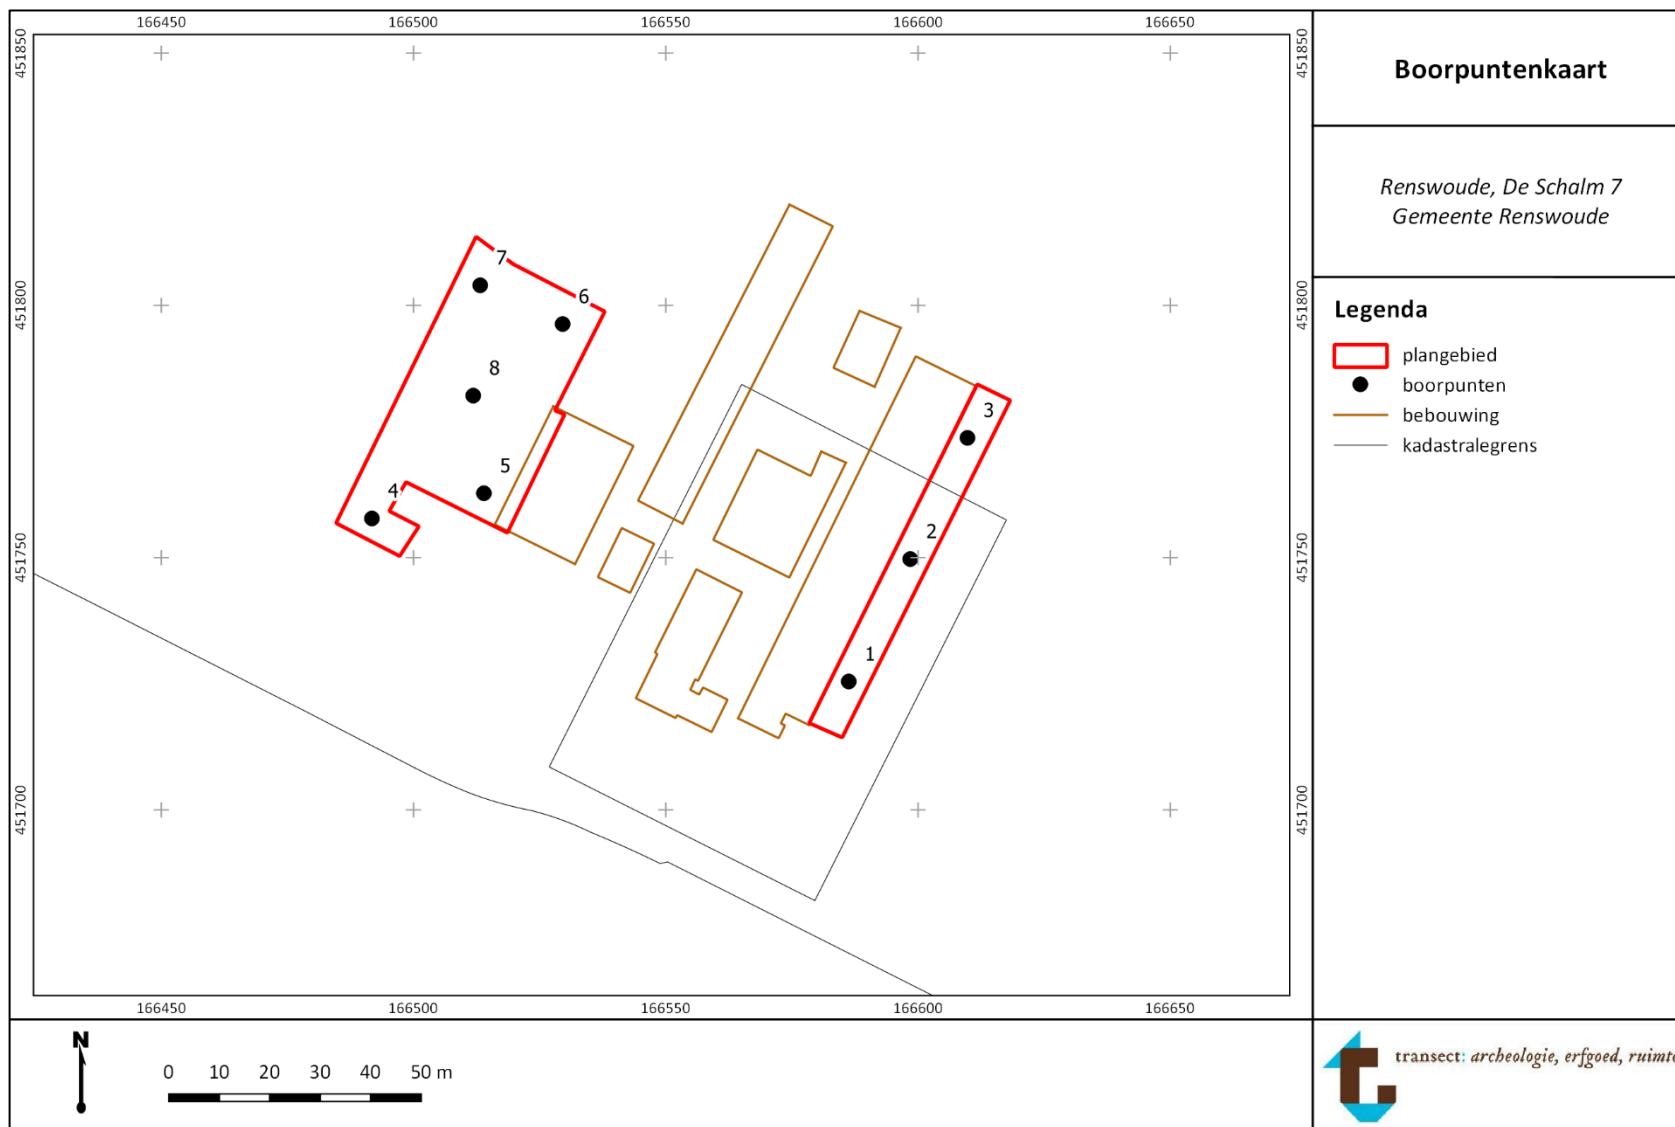 166450
166500
166550
166600
166650
451850
451850
Boorpuntenkaart
Renswoude, De Schalm 7
Gemeente Renswoude
7
6
451800
451800
Legenda
plangebied
boorpunten
bebouwing
kadastralegrens
8
3
5
4
2
451750
451750
1
451700
451700
166450
166500
166550
166600
166650
N
0 10 20 30 40 50 m
transect: archeologie, erfgoed, ruimte